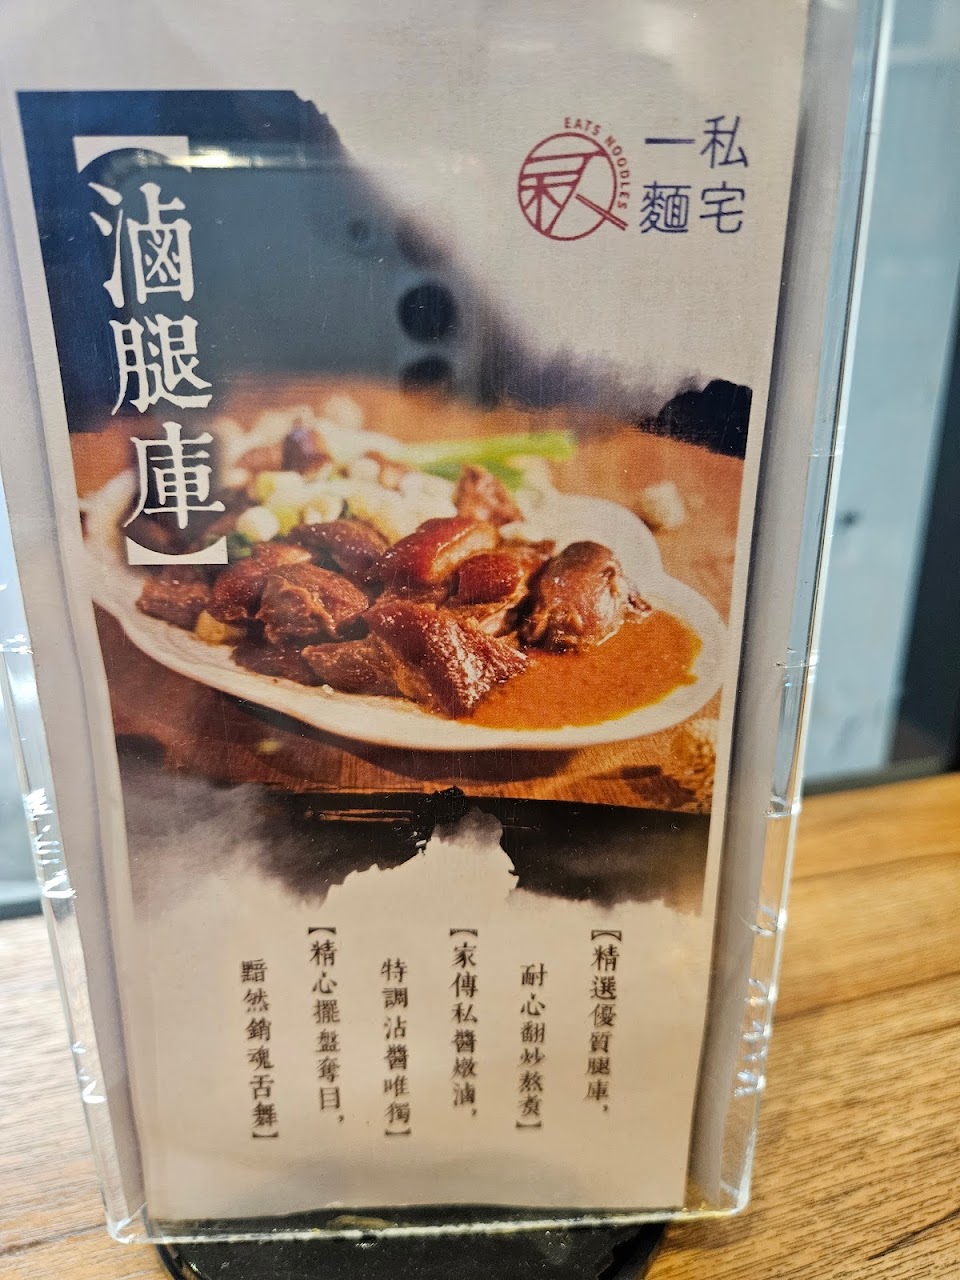 【滷腿庫】
EATS NOODLES
私宅
一麵
【精選優質腿庫,
耐心翻炒熬煮】
【家傳私醬燉滷,
特調沾醬唯獨】
【精心擺盤奪目,
黯然銷魂舌舞】